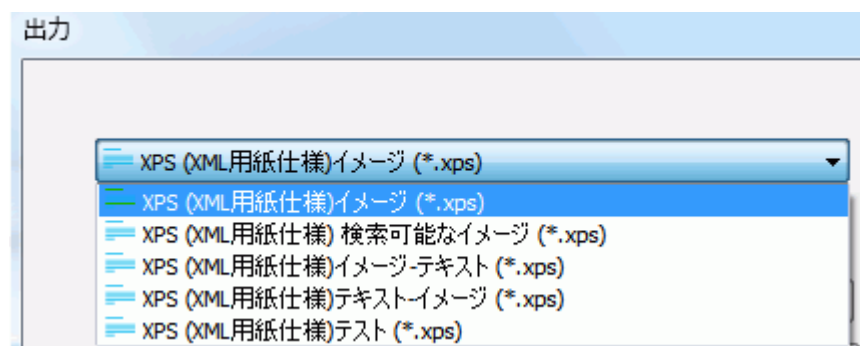 出力
XPS (XML用紙仕様)イメージ (*.xps)
XPS (XML用紙仕様)イメージ (*.xps)
XPS (XML用紙仕様) 検索可能なイメージ (*.xps)
XPS (XML用紙仕様)イメージ-テキスト (*.xps)
XPS (XML用紙仕様)テキスト-イメージ (*.xps)
XPS (XML用紙仕様)テスト (*.xps)